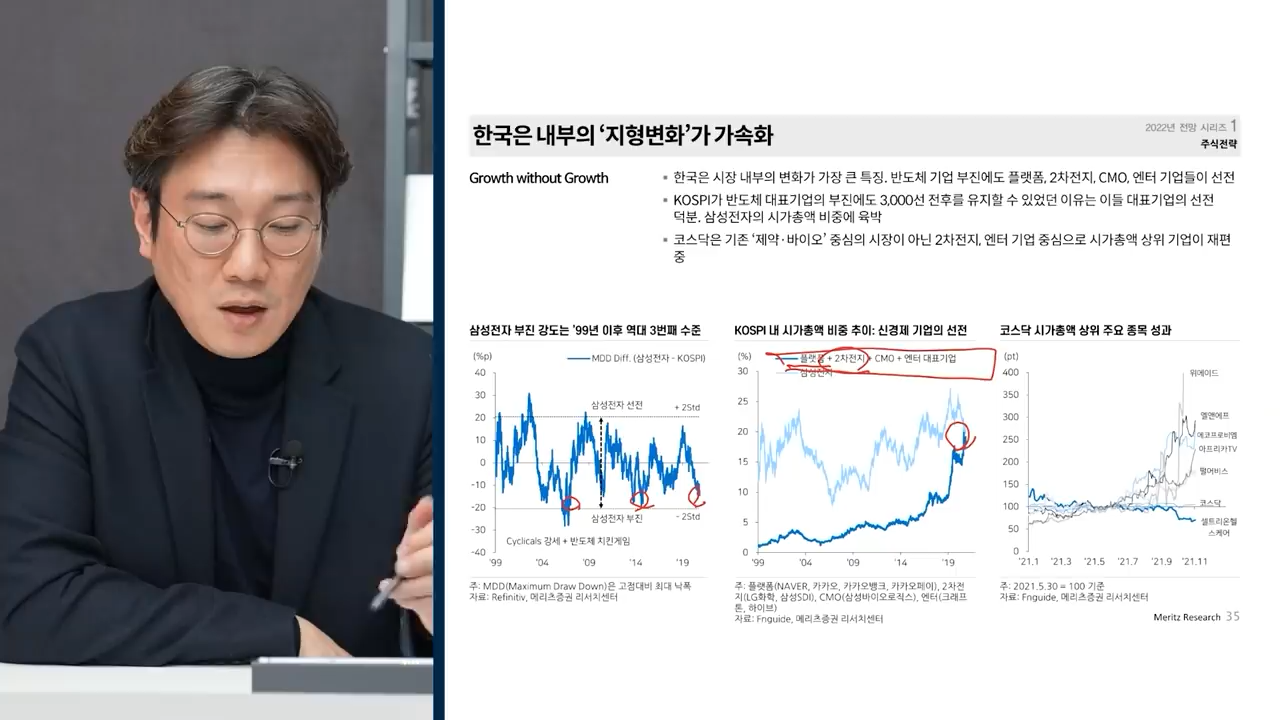 한국은 내부의 ‘지형변화’가 가속화
2022년 전망 시리즈 1
주식전략
Growth without Growth
▪ 한국은 시장 내부의 변화가 가장 큰 특징. 반도체 기업 부진에도 플랫폼, 2차전지, CMO, 엔터 기업들이 선전
▪ KOSPI가 반도체 대표기업의 부진에도 3,000선 전후를 유지할 수 있었던 이유는 이들 대표기업의 선전
덕분. 삼성전자의 시가총액 비중에 육박
▪ 코스닥은 기존 ‘제약·바이오’ 중심의 시장이 아닌 2차전지, 엔터 기업 중심으로 시가총액 상위 기업이 재편
중
삼성전자 부진 강도는 ’99년 이후 역대 3번째 수준
(%p)
MDD Diff. (삼성전자 - KOSPI)
40
30
20
10
0
-10
-20
-30
-40
삼성전자 선전
+ 2Std
삼성전자 부진
- 2Std
Cyclicals 강세 + 반도체 치킨게임
'99 '04 '09 '14 '19
주: MDD(Maximum Draw Down)은 고점대비 최대 낙폭
자료: Refinitiv, 메리츠증권 리서치센터
KOSPI 내 시가총액 비중 추이: 신경제 기업의 선전
(%)
플랫폼 + 2차전지 + CMO + 엔터 대표기업
삼성전자
30
25
20
15
10
5
0
'99 '04 '09 '14 '19
주: 플랫폼(NAVER, 카카오, 카카오뱅크, 카카오페이), 2차전
지(LG화학, 삼성SDI), CMO(삼성바이오로직스), 엔터(크래프
톤, 하이브)
자료: Fnguide, 메리츠증권 리서치센터
코스닥 시가총액 상위 주요 종목 성과
(pt)
400
350
300
250
200
150
100
50
0
위메이드
엘앤에프
에코프로비엠
아프리카TV
펄어비스
코스닥
셀트리온헬
스케어
'21.1 '21.3 '21.5 '21.7 '21.9 '21.11
주: 2021.5.30 = 100 기준
자료: Fnguide, 메리츠증권 리서치센터
Meritz Research 35